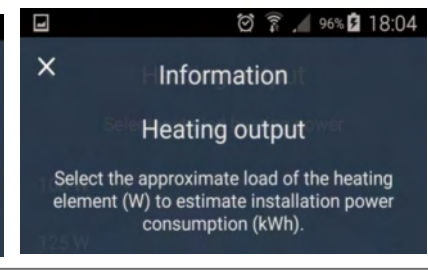 96% 18:04
Information
Heating output
Select the approximate load of the heating
element (W) to estimate installation power
consumption (kWh).
125 W